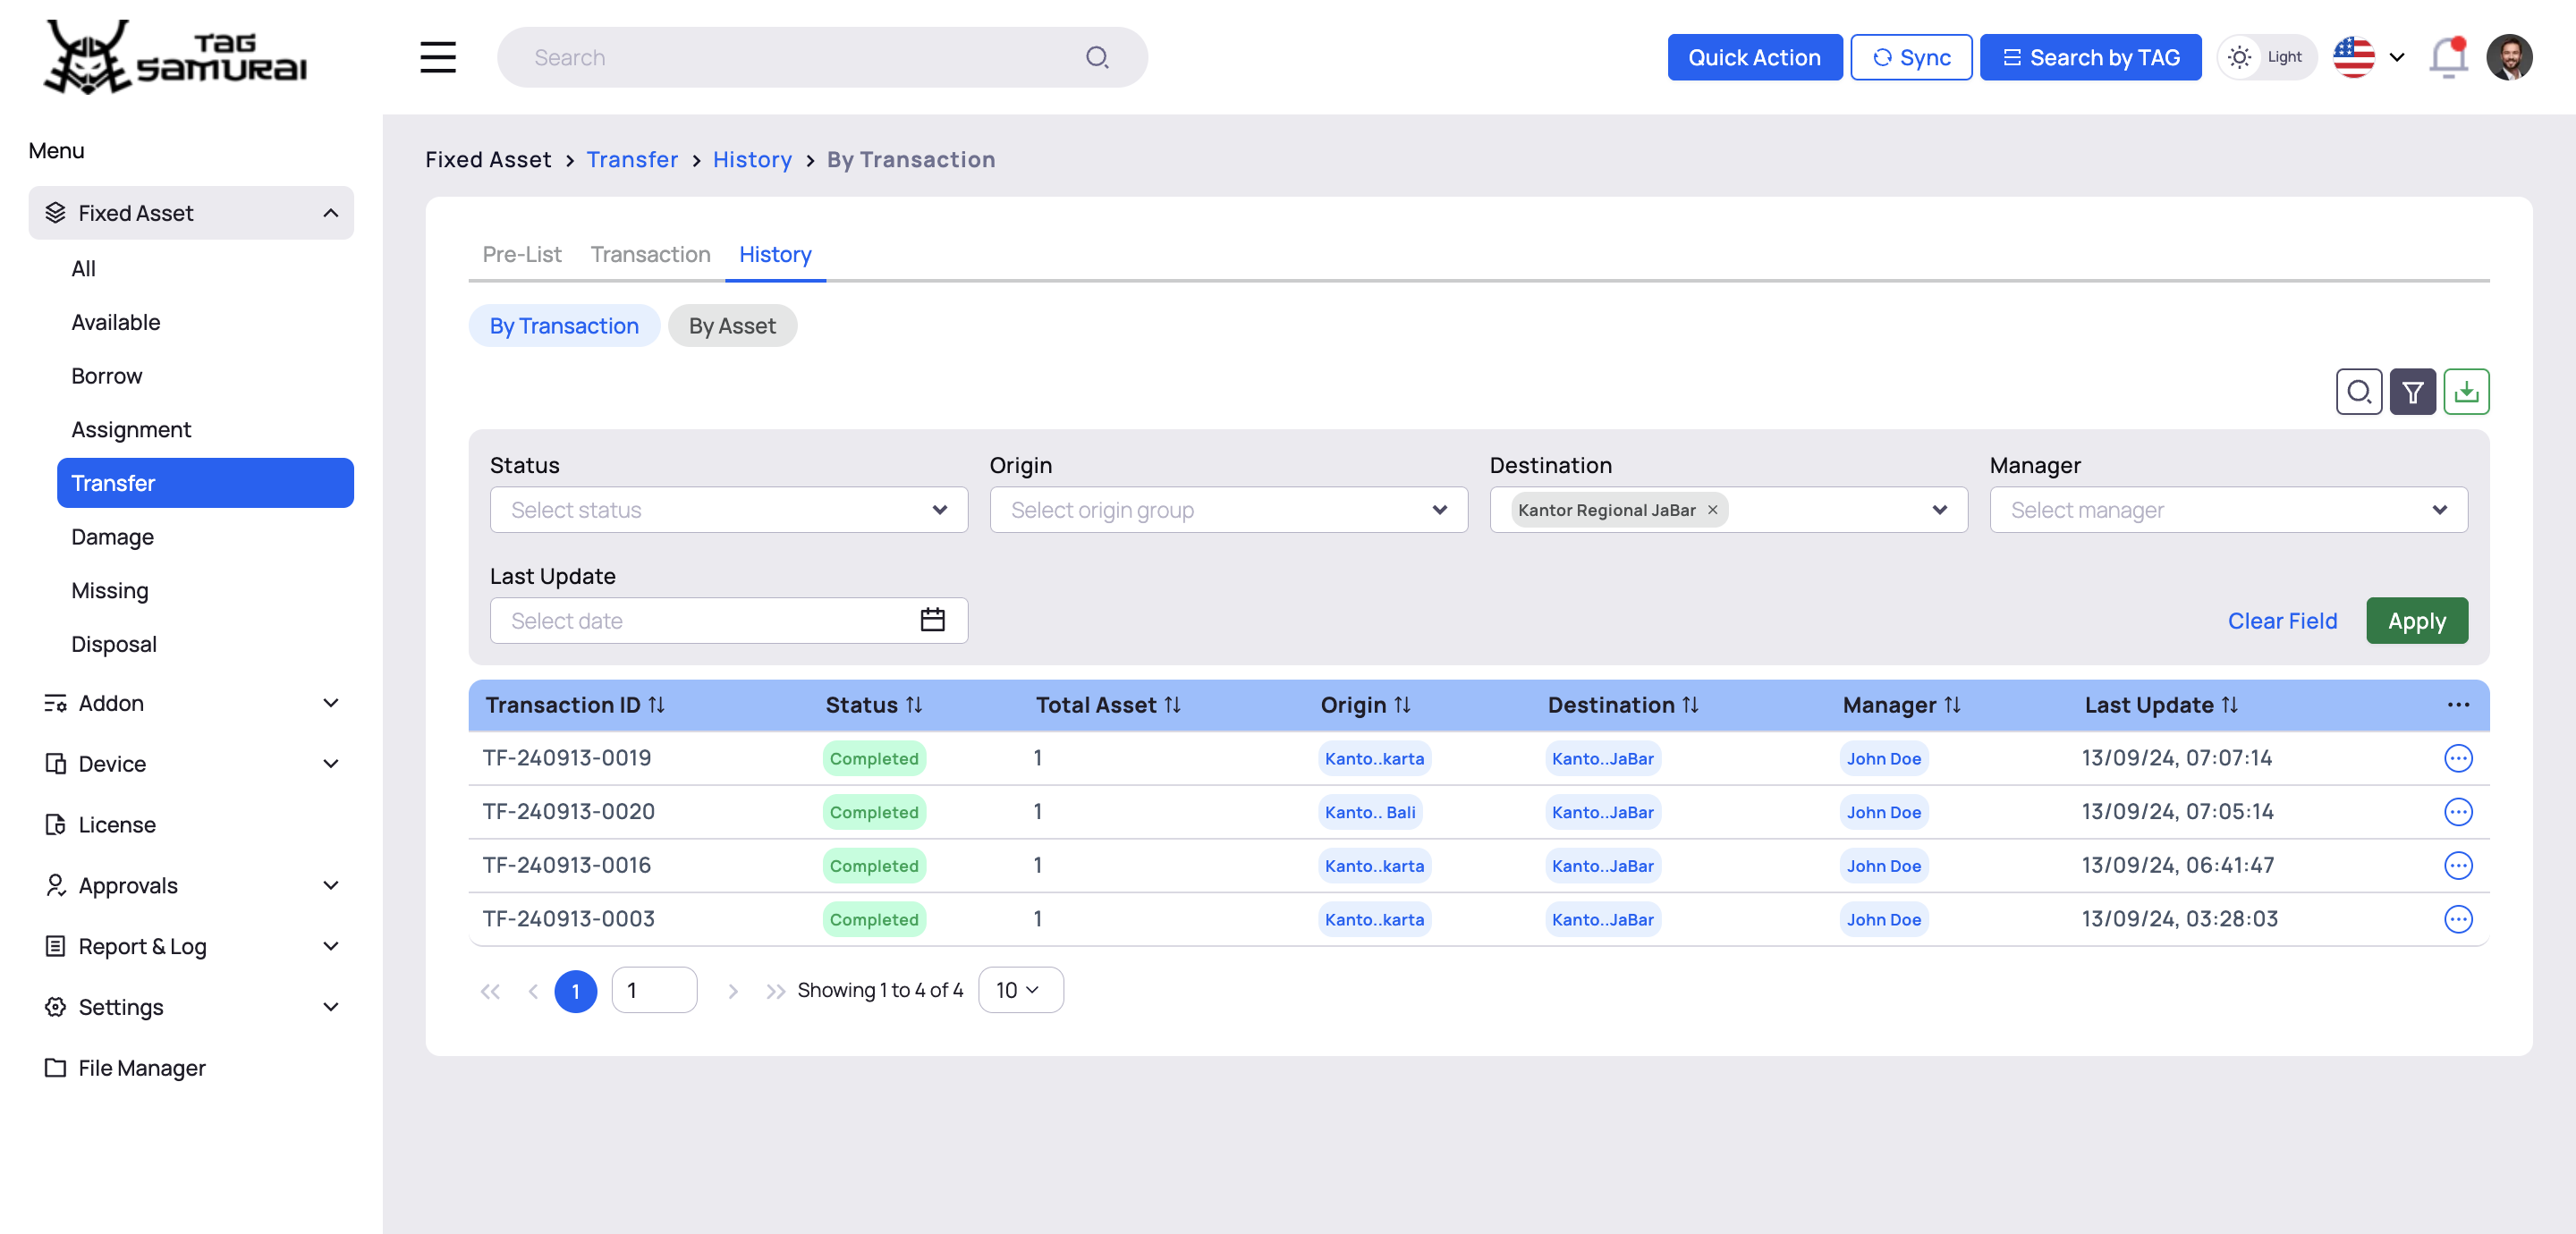 TAG SAMURAI
Search
Quick Action
Sync
Search by TAG
Light
Menu
Fixed Asset
All
Available
Borrow
Assignment
Transfer
Damage
Missing
Disposal
Addon
Device
License
Approvals
Report & Log
Settings
File Manager
Fixed Asset > Transfer > History > By Transaction
Pre-List Transaction History
By Transaction By Asset
Status Origin Destination Manager
Select status Select origin group Kantor Regional JaBar × Select manager
Last Update
Select date Clear Field Apply
Transaction ID Status Total Asset Origin Destination Manager Last Update ...
TF-240913-0019 Completed 1 Kanto..karta Kanto..JaBar John Doe 13/09/24, 07:07:14
TF-240913-0020 Completed 1 Kanto.. Bali Kanto..JaBar John Doe 13/09/24, 07:05:14
TF-240913-0016 Completed 1 Kanto..karta Kanto..JaBar John Doe 13/09/24, 06:41:47
TF-240913-0003 Completed 1 Kanto..karta Kanto..JaBar John Doe 13/09/24, 03:28:03
1 1 Showing 1 to 4 of 4 10